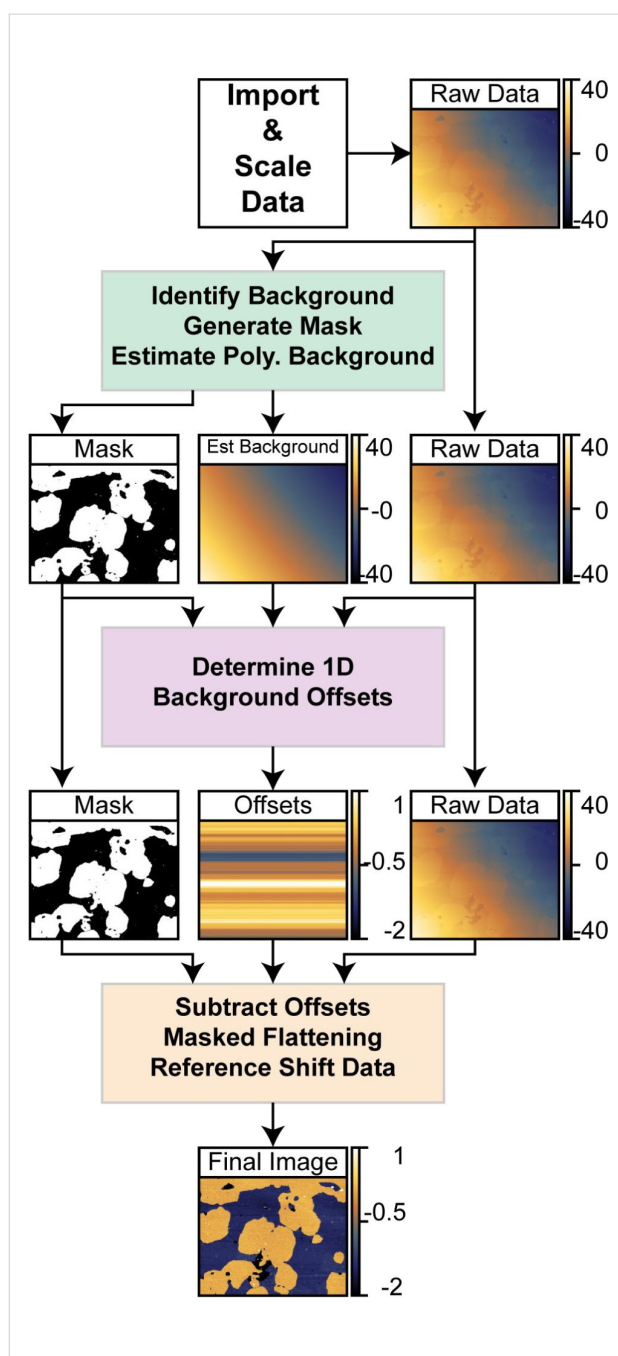 Import
&
Scale
Data
Raw Data
40
0
-40
Identify Background
Generate Mask
Estimate Poly. Background
Mask
Est Background
40
-0
-40
Raw Data
40
0
-40
Determine 1D
Background Offsets
Mask
Offsets
1
-0.5
-2
Raw Data
40
0
-40
Subtract Offsets
Masked Flattening
Reference Shift Data
Final Image
1
-0.5
-2